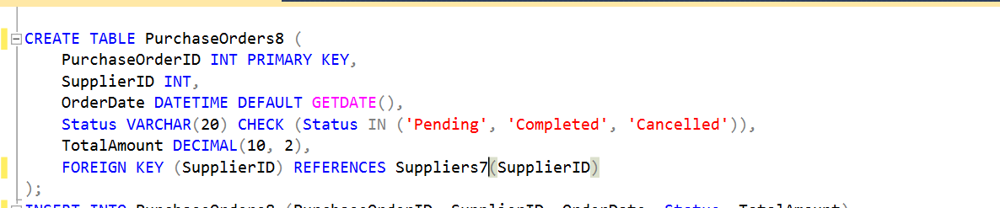 CREATE TABLE PurchaseOrders8 (
PurchaseOrderID INT PRIMARY KEY,
SupplierID INT,
OrderDate DATETIME DEFAULT GETDATE(),
Status VARCHAR(20) CHECK (Status IN ('Pending', 'Completed', 'Cancelled')),
TotalAmount DECIMAL(10, 2),
FOREIGN KEY (SupplierID) REFERENCES Suppliers7(SupplierID)
);
INSERT INTO PurchaseOrders8 (PurchaseOrderID, SupplierID, OrderDate, Status, TotalAmount)